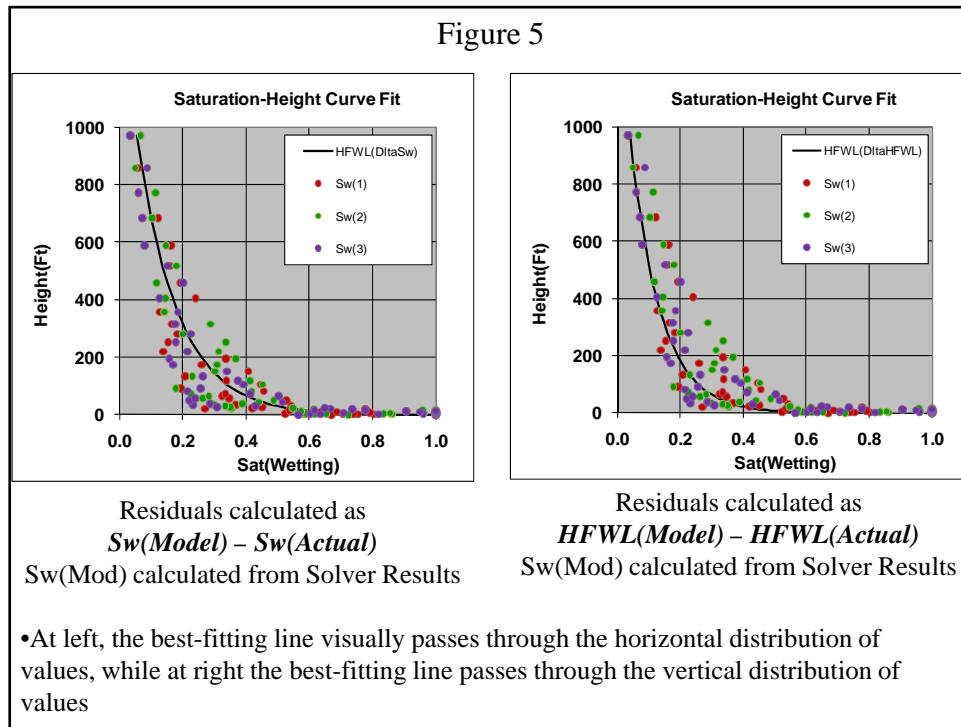 Figure 5
Saturation-Height Curve Fit
1000
800
600
400
200
0
Height(Ft)
HFWL(DltaSw)
Sw(1)
Sw(2)
Sw(3)
0.0 0.2 0.4 0.6 0.8 1.0
Sat(Wetting)
Residuals calculated as
Sw(Model) – Sw(Actual)
Sw(Mod) calculated from Solver Results
Saturation-Height Curve Fit
1000
800
600
400
200
0
Height(Ft)
HFWL(DltaHFWL)
Sw(1)
Sw(2)
Sw(3)
0.0 0.2 0.4 0.6 0.8 1.0
Sat(Wetting)
Residuals calculated as
HFWL(Model) – HFWL(Actual)
Sw(Mod) calculated from Solver Results
•At left, the best-fitting line visually passes through the horizontal distribution of
values, while at right the best-fitting line passes through the vertical distribution of
values